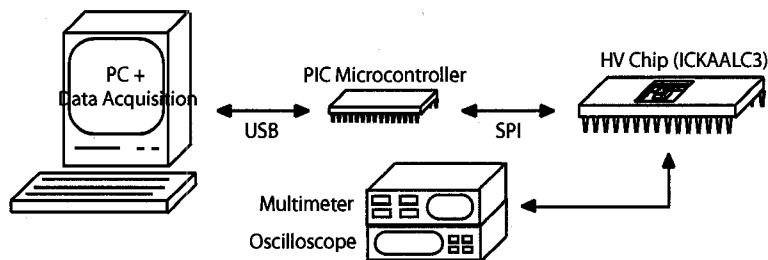 PC +
Data Acquisition
USB
PIC Microcontroller
SPI
HV Chip (ICKAALC3)
Multimeter
Oscilloscope